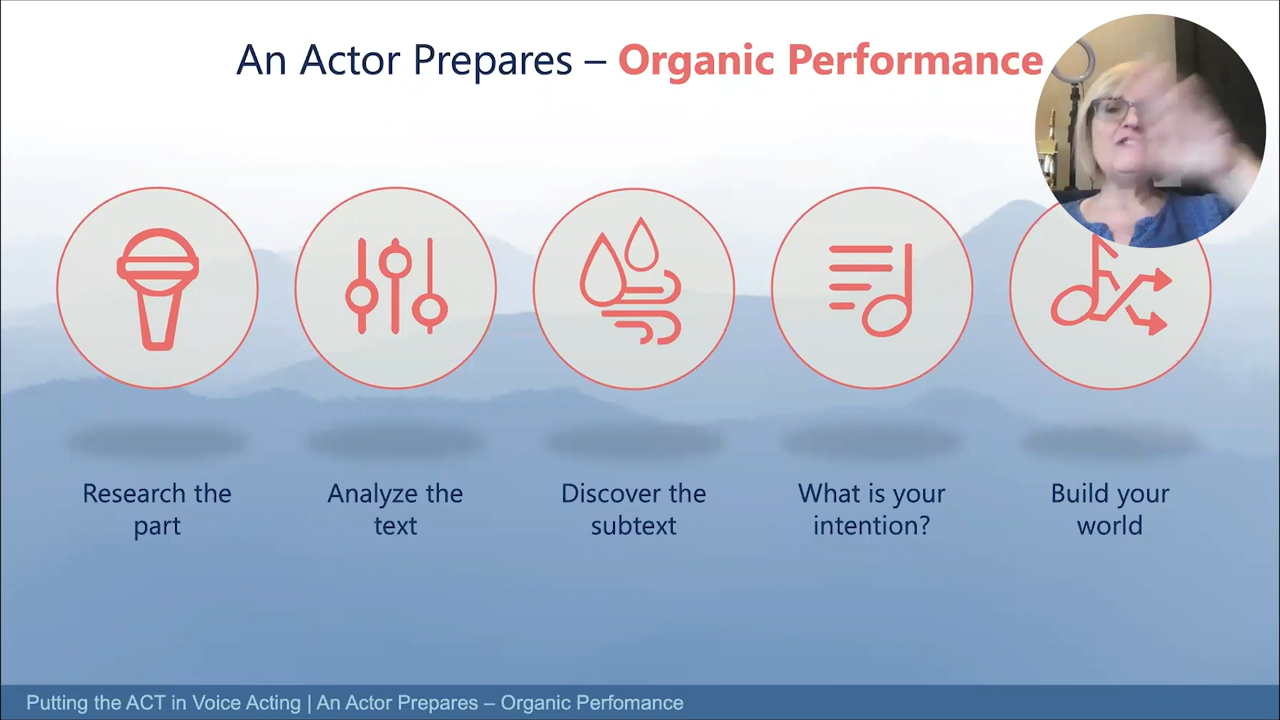 An Actor Prepares – Organic Performance
Research the
part
Analyze the
text
Discover the
subtext
What is your
intention?
Build your
world
Putting the ACT in Voice Acting | An Actor Prepares – Organic Perfomance